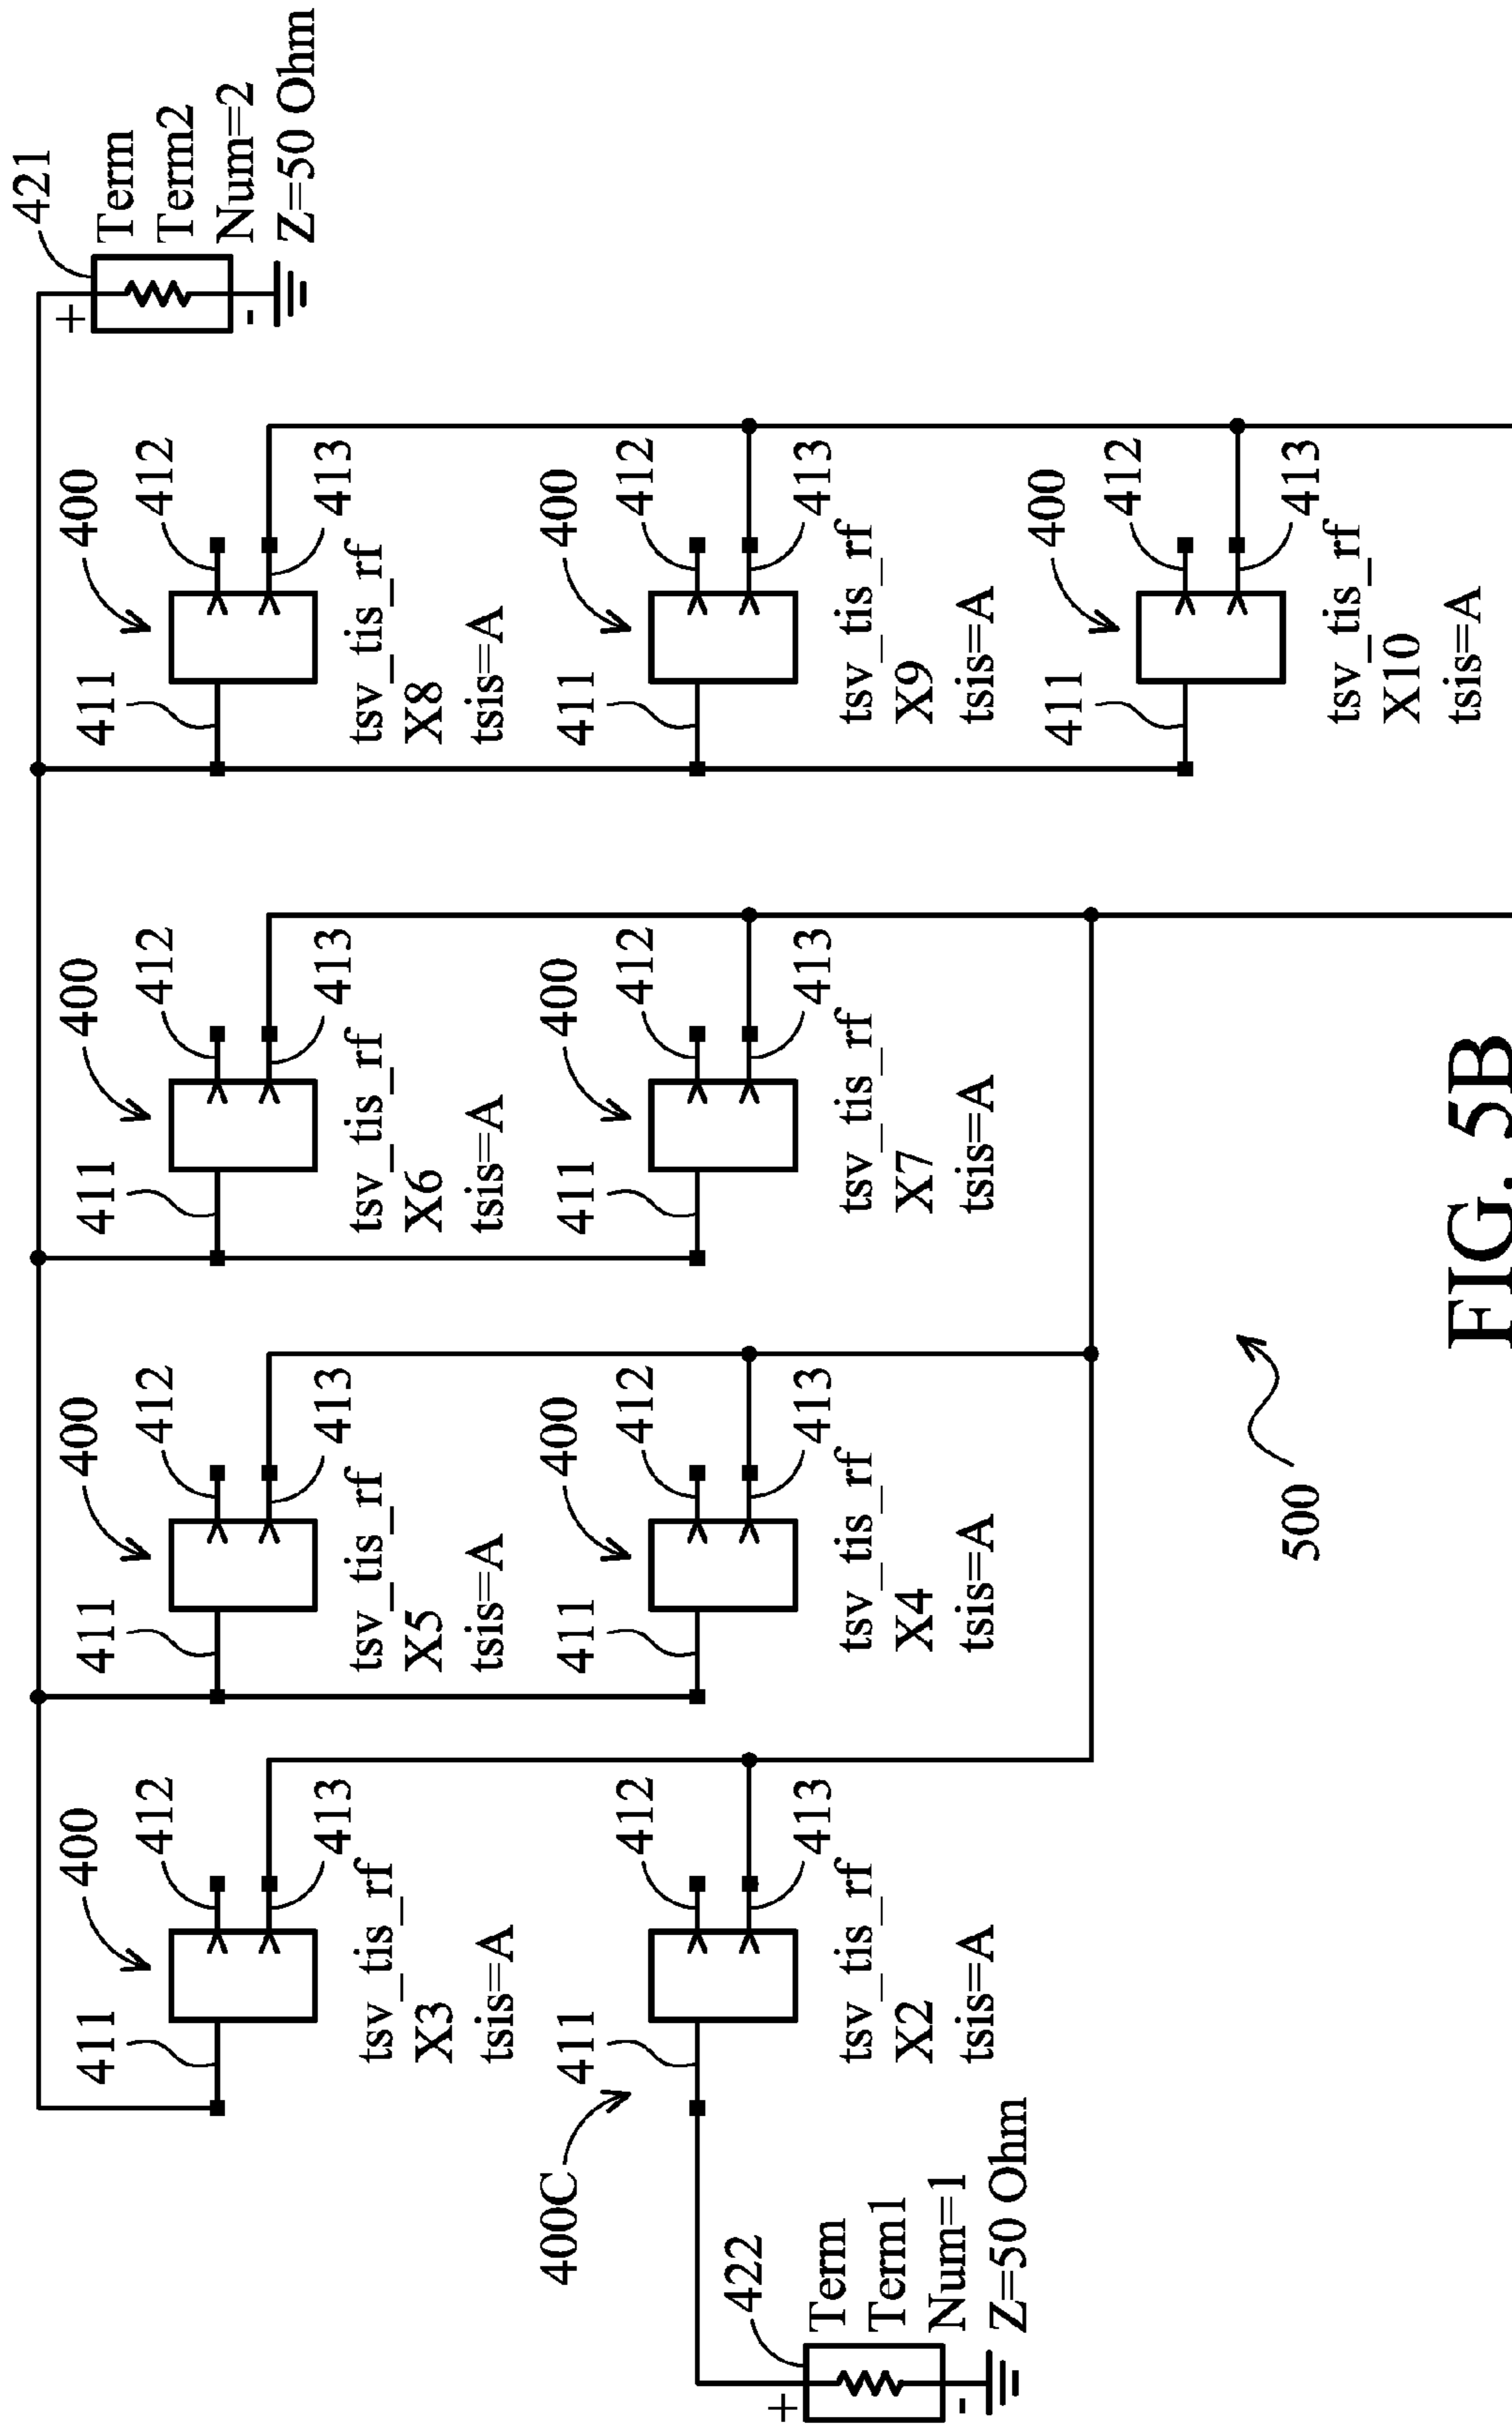 421
Term
Term2
Num=2
Z=50 Ohm
+
-
400
411
412
413
tsv_tis_rf
X3
tsis=A
400
411
412
413
tsv_tis_rf
X5
tsis=A
400
411
412
413
tsv_tis_rf
X6
tsis=A
400
411
412
413
tsv_tis_rf
X8
tsis=A
400C
411
412
413
tsv_tis_rf
X2
tsis=A
400
411
412
413
tsv_tis_rf
X4
tsis=A
400
411
412
413
tsv_tis_rf
X7
tsis=A
400
411
412
413
tsv_tis_rf
X9
tsis=A
422
Term
Term1
Num=1
Z=50 Ohm
+
-
400
411
412
413
tsv_tis_rf
X10
tsis=A
500
FIG. 5B